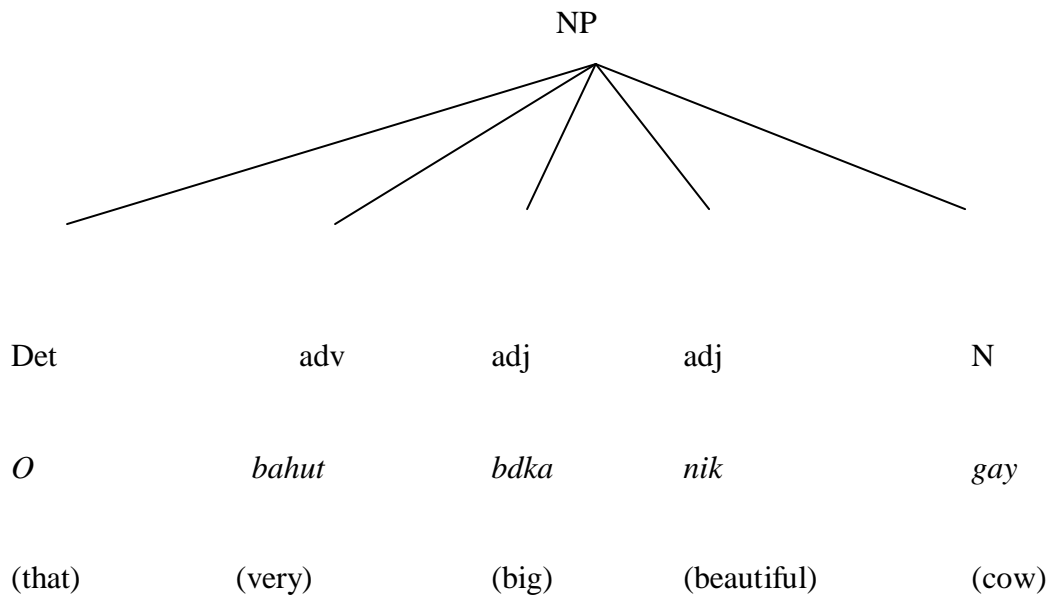 NP
Det adv adj adj N
O bahut bdka nik gay
(that) (very) (big) (beautiful) (cow)